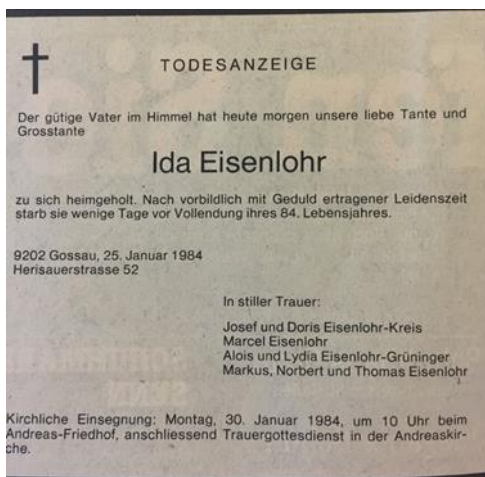 TODESANZEIGE
Der gütige Vater im Himmel hat heute morgen unsere liebe Tante und
Grosstante
Ida Eisenlohr
zu sich heimgeholt. Nach vorbildlich mit Geduld ertragener Leidenszeit
starb sie wenige Tage vor Vollendung ihres 84. Lebensjahres.
9202 Gossau, 25. Januar 1984
Herisauerstrasse 52
In stiller Trauer:
Josef und Doris Eisenlohr-Kreis
Marcel Eisenlohr
Alois und Lydia Eisenlohr-Grüninger
Markus, Norbert und Thomas Eisenlohr
Kirchliche Einsegnung: Montag, 30. Januar 1984, um 10 Uhr beim
Andreas-Friedhof, anschliessend Trauergottesdienst in der Andreaskir-
che.